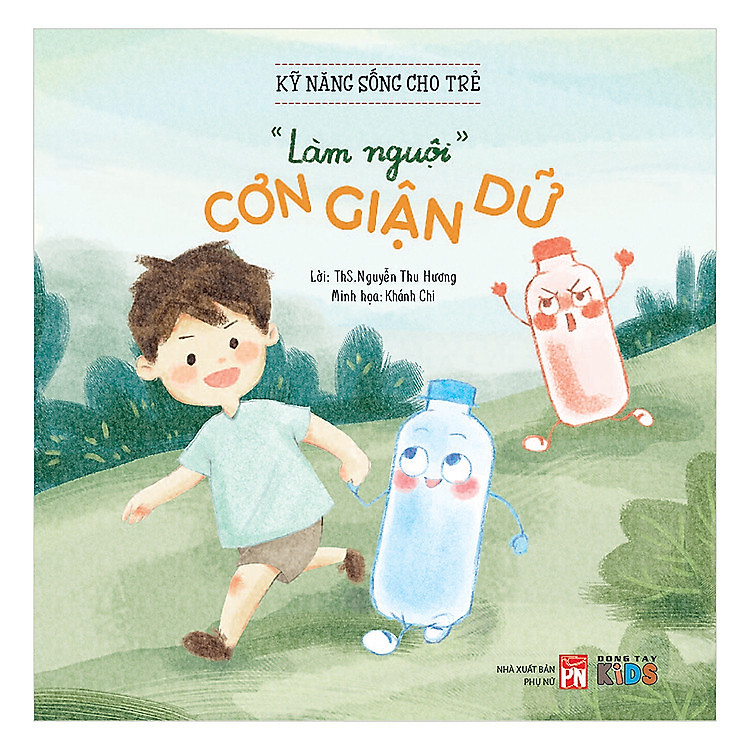 KỸ NĂNG SỐNG CHO TRẺ
“Làm nguội”
CƠN GIẬN DỮ
Lời: ThS.Nguyễn Thu Hương
Minh họa: Khánh Chi
NHÀ XUẤT BẢN
PHỤ NỮ
PN
ĐONG TAY
KiDS